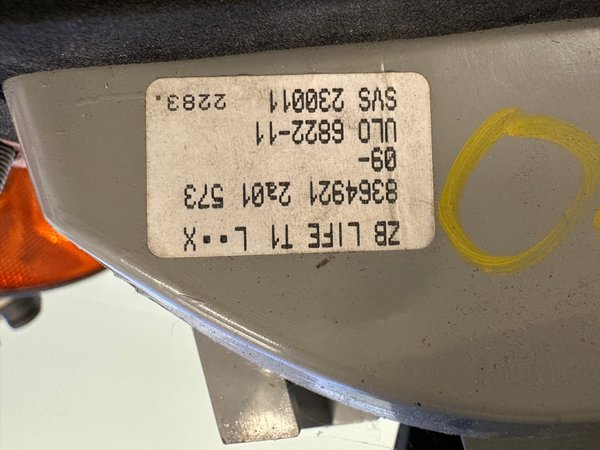 ZB LIFE T1 L••X
8364921 2a01 573
09-
ULO 6822-11
SVS 230011 2283.